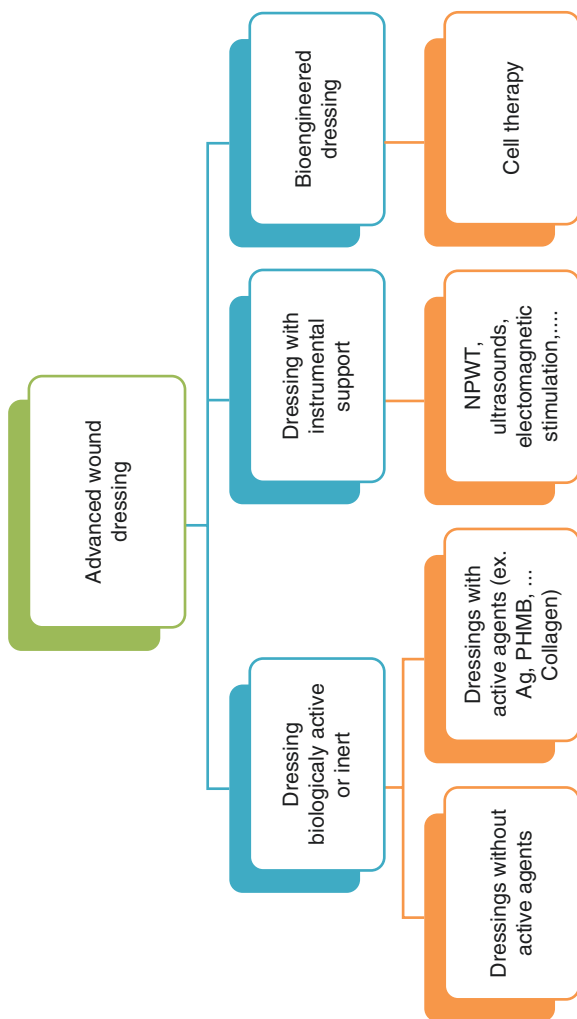 Advanced wound
dressing
Dressing
biologicaly active
or inert
Dressing with
instrumental
support
Bioengineered
dressing
Dressings without
active agents
Dressings with
active agents (ex.
Ag, PHMB, ...
Collagen)
NPWT,
ultrasounds,
electomagnetic
stimulation,....
Cell therapy